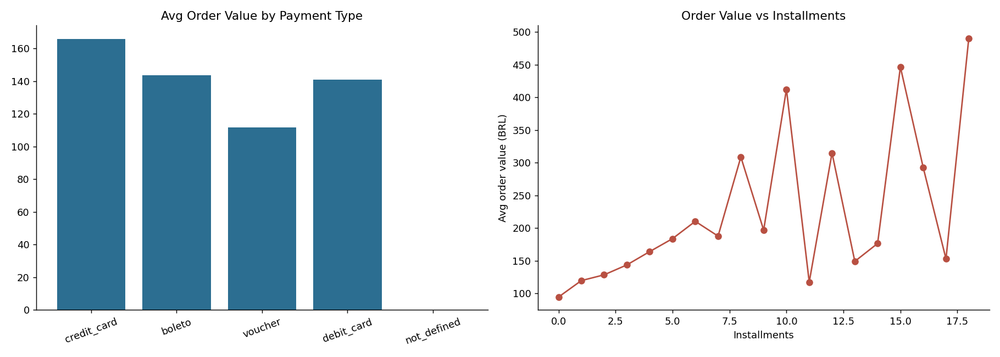 Avg Order Value by Payment Type
160
140
120
100
80
60
40
20
0
credit_card
boleto
voucher
debit_card
not_defined
Order Value vs Installments
Avg order value (BRL)
500
450
400
350
300
250
200
150
100
0.0
2.5
5.0
7.5
10.0
12.5
15.0
17.5
Installments